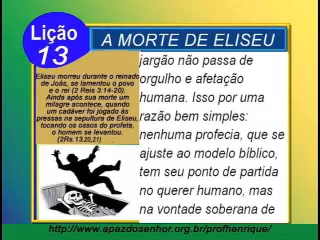 Lição
13
A MORTE DE ELISEU
Eliseu morreu durante o reinado
de Joás, se lamentou o povo
e o rei (2 Reis 3:14-20).
Ainda após sua morte um
milagre acontece, quando
um cadáver foi jogado às
pressas na sepultura de Eliseu,
tocando os ossos do profeta,
o homem se levantou.
(2Rs.13.20,21)
jargão não passa de
orgulho e afetação
humana. Isso por uma
razão bem simples:
nenhuma profecia, que se
ajuste ao modelo bíblico,
tem seu ponto de partida
no querer humano, mas
na vontade soberana de
http://www.apazdosenhor.org.br/profhenrique/